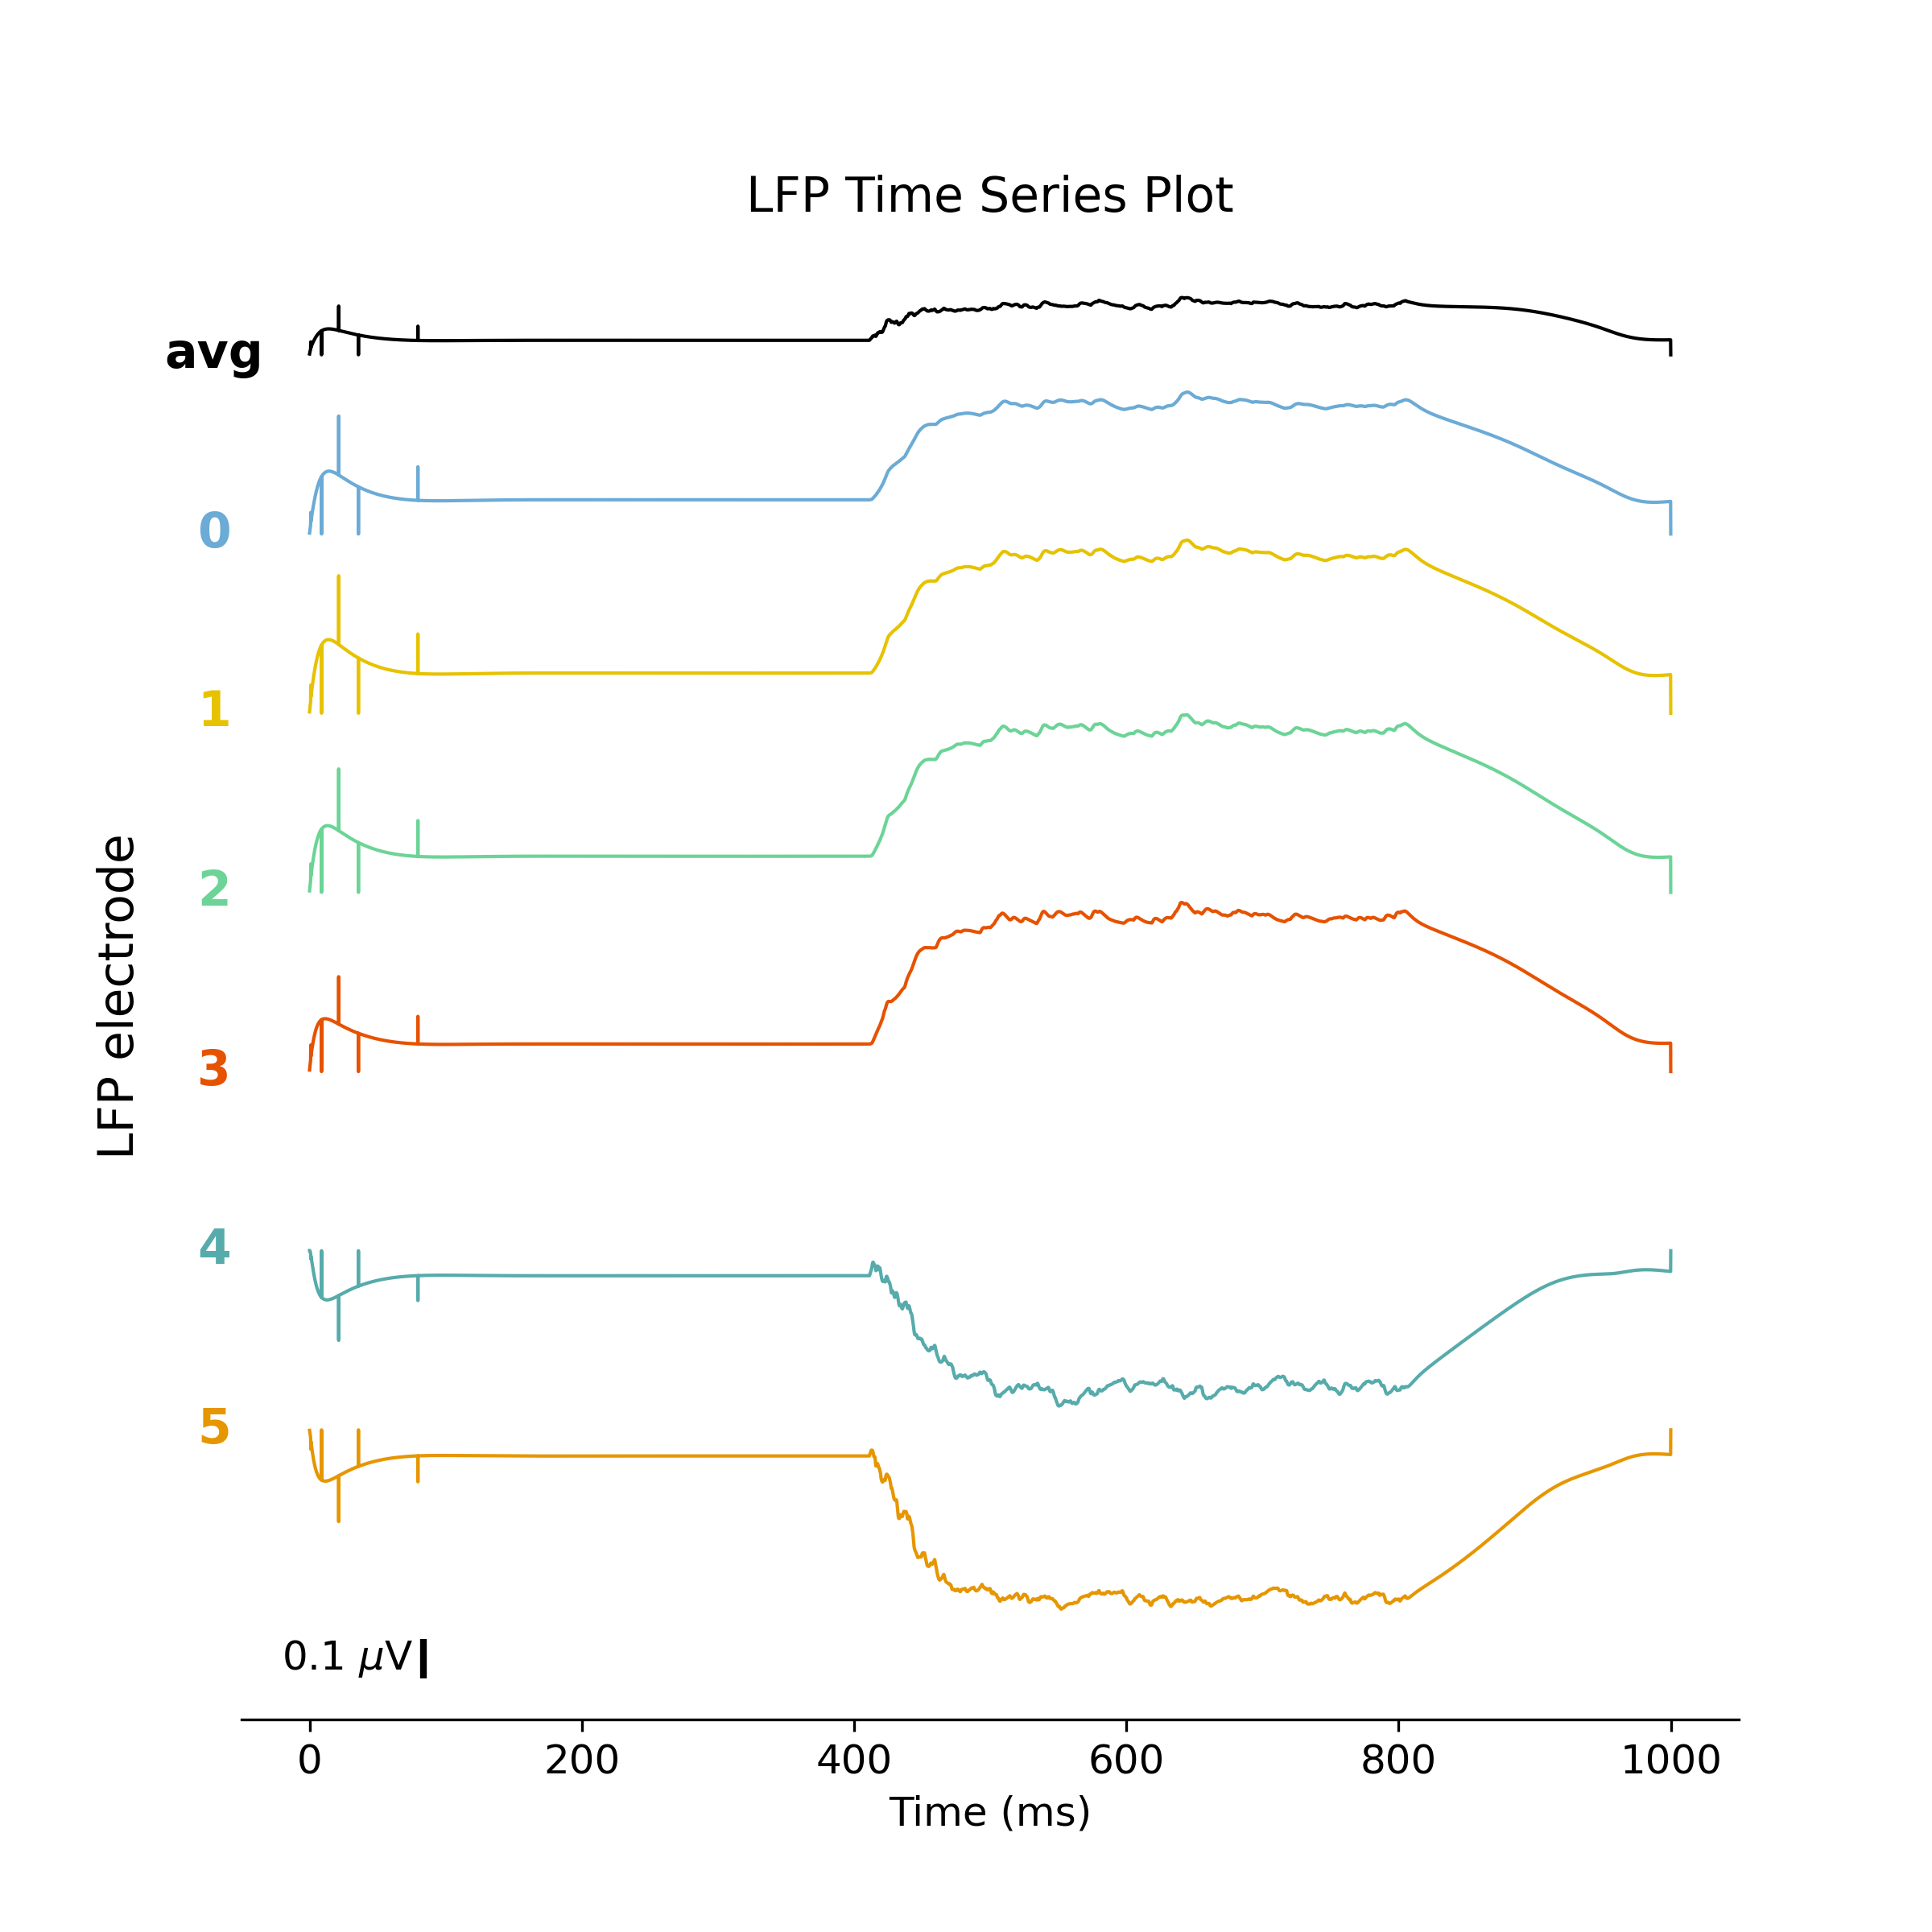 LFP Time Series Plot
avg
0
1
2
3
4
5
LFP electrode
0.1 μV
0 200 400 600 800 1000
Time (ms)